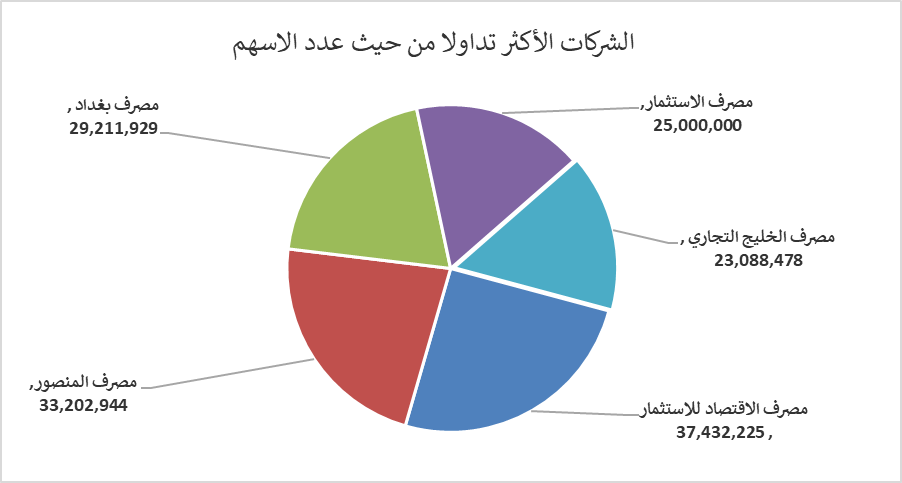 الشركات الأكثر تداولا من حيث عدد الاسهم
مصرف الاستثمار,
25,000,000
مصرف الخليج التجاري ,
23,088,478
مصرف الاقتصاد للاستثمار
, 37,432,225
مصرف المنصور,
33,202,944
مصرف بغداد ,
29,211,929